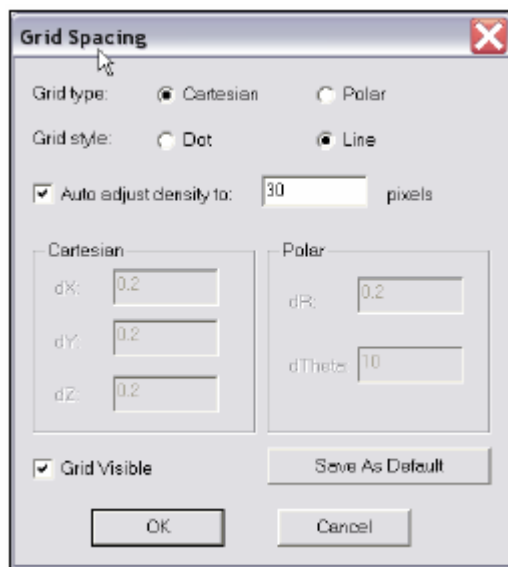 Grid Spacing
Grid type: Cartesian Polar
Grid style: Dot Line
Auto adjust density to: 30 pixels
Cartesian
dX: 0.2
dY: 0.2
dZ: 0.2
Polar
dR: 0.2
dTheta: 10
Grid Visible
Save As Default
OK
Cancel